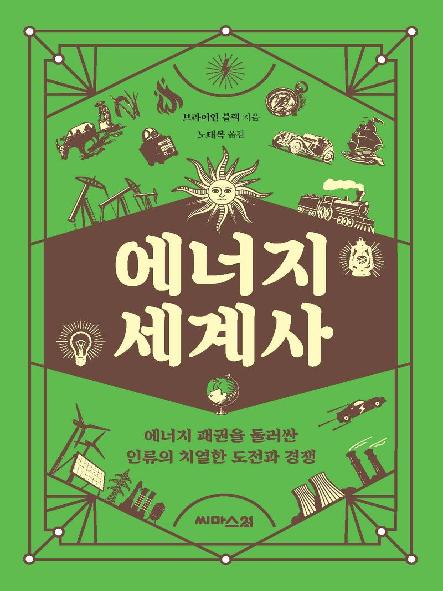 브라이언 블랙 지음
노태복 옮김
에너지
세계사
에너지 패권을 둘러싼
인류의 치열한 도전과 경쟁
씨마스21